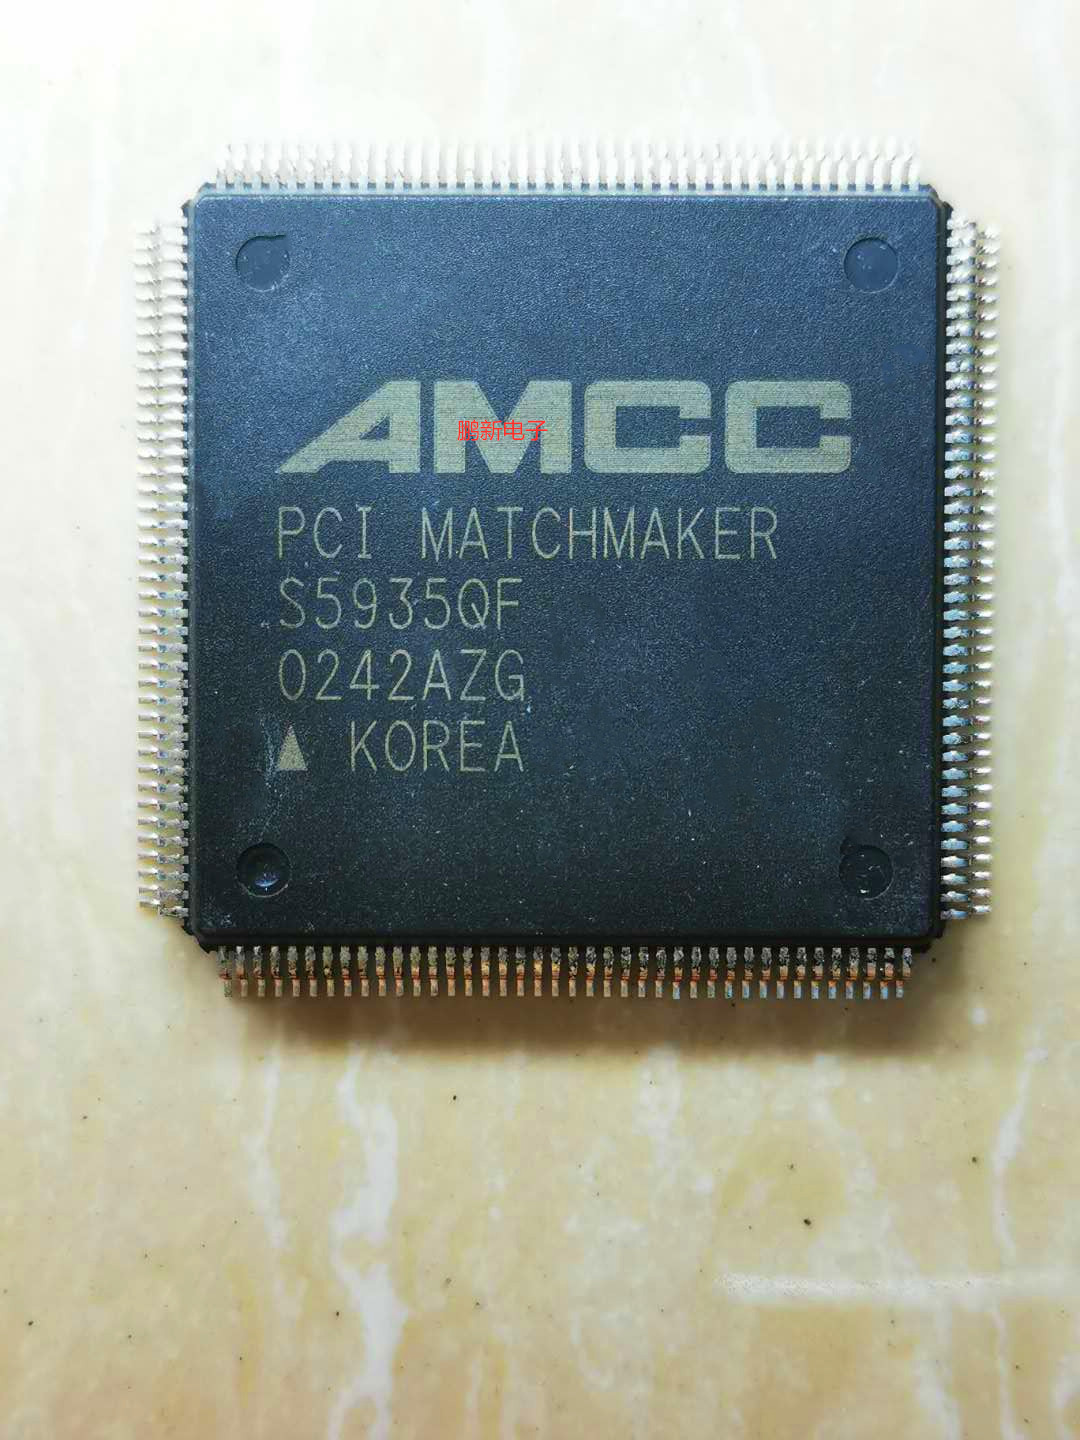 AMCC
鹏新电子
PCI MATCHMAKER
S5935QF
0242AZG
▲ KOREA